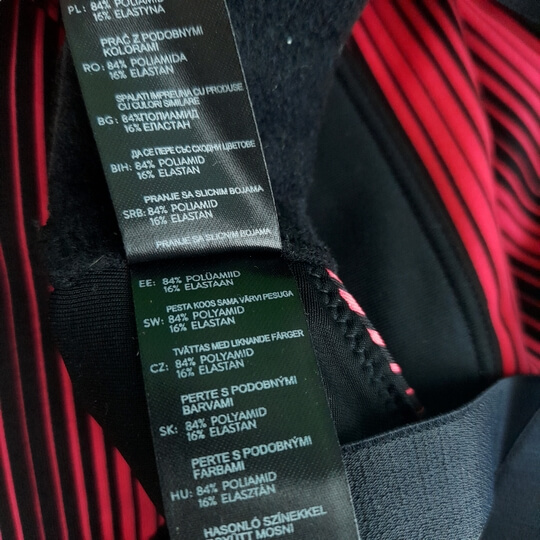 PL: 84% POLIAMID
16% ELASTYNA
PRAĆ Z PODOBNYMI
KOLORAMI
RO: 84% POLIAMIDA
16% ELASTAN
SPALATI IMPREUNA CU PRODUSE
CU CULORI SIMILARE
BG: 84%ПОЛИАМИД
16% ЕЛАСТАН
ДА СЕ ПЕРЕ СЪС СХОДНИ ЦВЕТОВЕ
BIH: 84% POLIAMID
16% ELASTAN
PRANJE SA SLICNIM BOJAMA
SRB: 84% POLIAMID
16% ELASTAN
PRANJE SA SLICNIM BOJAMA
EE: 84% POLÜAMIID
16% ELASTAAN
PESTA KOOS SAMA VÄRVI PESUGA
SW: 84% POLYAMID
16% ELASTAN
TVÄTTAS MED LIKNANDE FÄRGER
CZ: 84% POLYAMID
16% ELASTAN
PERTE S PODOBNÝMI
BARVAMI
SK: 84% POLYAMID
16% ELASTAN
PERTE S PODOBNÝMI
FARBAMI
HU: 84% POLIAMID
16% ELASZTÁN
HASONLÓ SZÍNEKKEL
EGYÜTT MOSNI